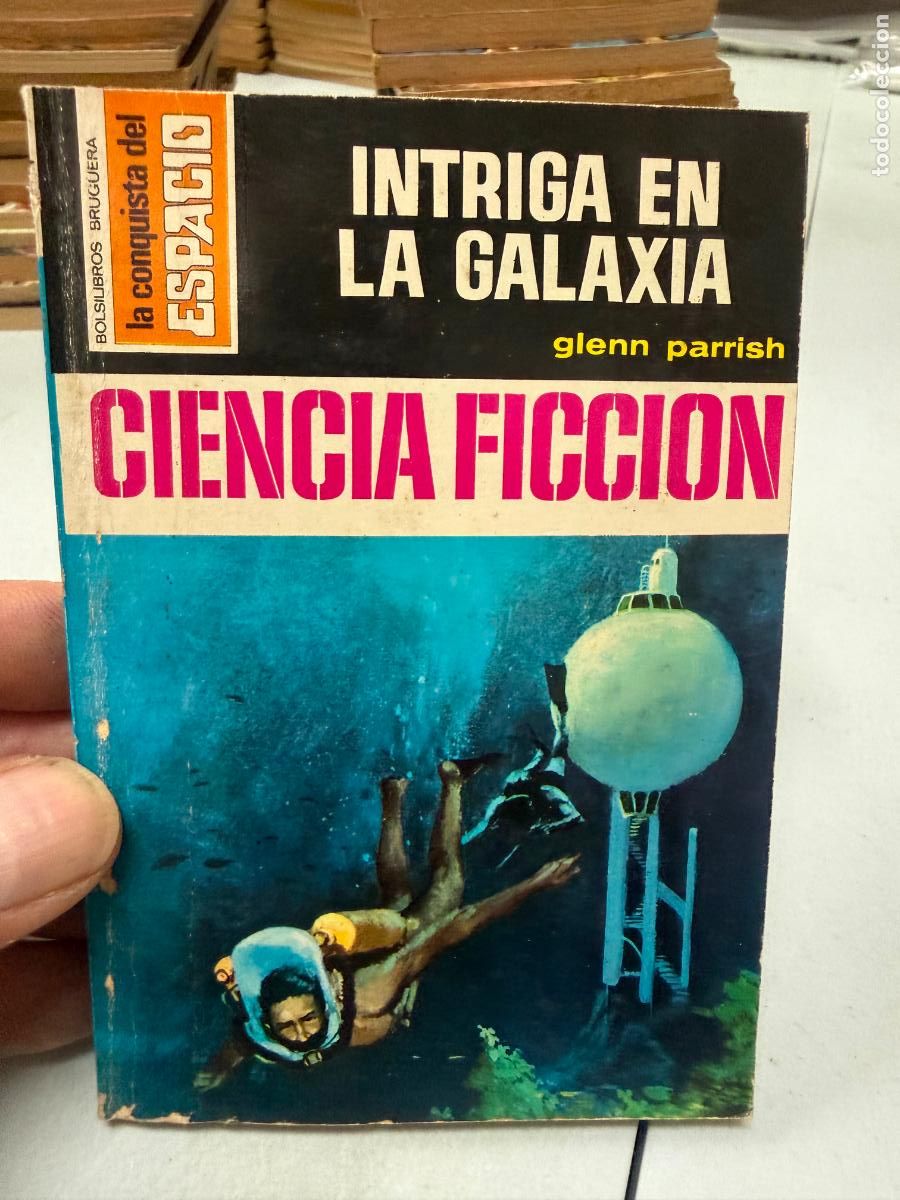 BOLSILIBROS BRUGUERA
la conquista del
ESPACIO
INTRIGA EN
LA GALAXIA
glenn parrish
CIENCIA FICCION
todocoleccion